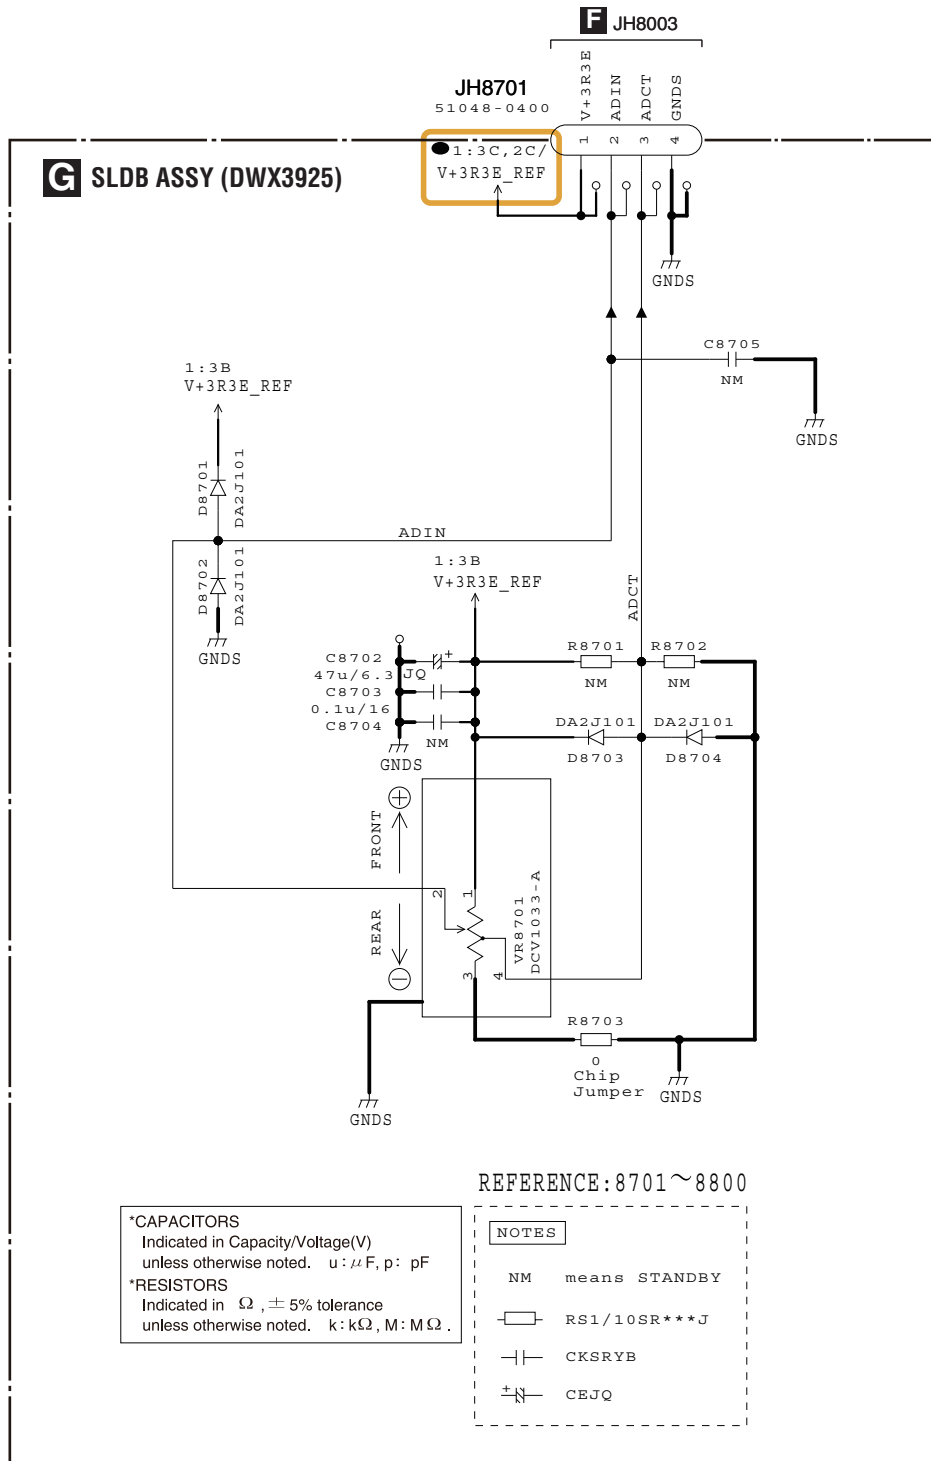 F JH8003
JH8701
51048-0400
V+3R3E
ADIN
ADCT
GNDS
1
2
3
4
1:3C,2C/
V+3R3E_REF
G SLDB ASSY (DWX3925)
GNDS
C8705
NM
GNDS
1:3B
V+3R3E_REF
D8701
DA2J101
D8702
DA2J101
GNDS
ADIN
1:3B
V+3R3E_REF
ADCT
C8702
47u/6.3 JQ
C8703
0.1u/16
C8704
NM
GNDS
R8701
NM
R8702
NM
DA2J101
D8703
DA2J101
D8704
+
FRONT
REAR
−
2
1
3
4
VR8701
DCV1033-A
R8703
0
Chip
Jumper
GNDS
GNDS
REFERENCE:8701~8800
*CAPACITORS
Indicated in Capacity/Voltage(V)
unless otherwise noted. u:μF, p: pF
*RESISTORS
Indicated in Ω, ±5% tolerance
unless otherwise noted. k:kΩ, M:MΩ.
NOTES
NM means STANDBY
RS1/10SR***J
CKSRYB
+ CEJQ